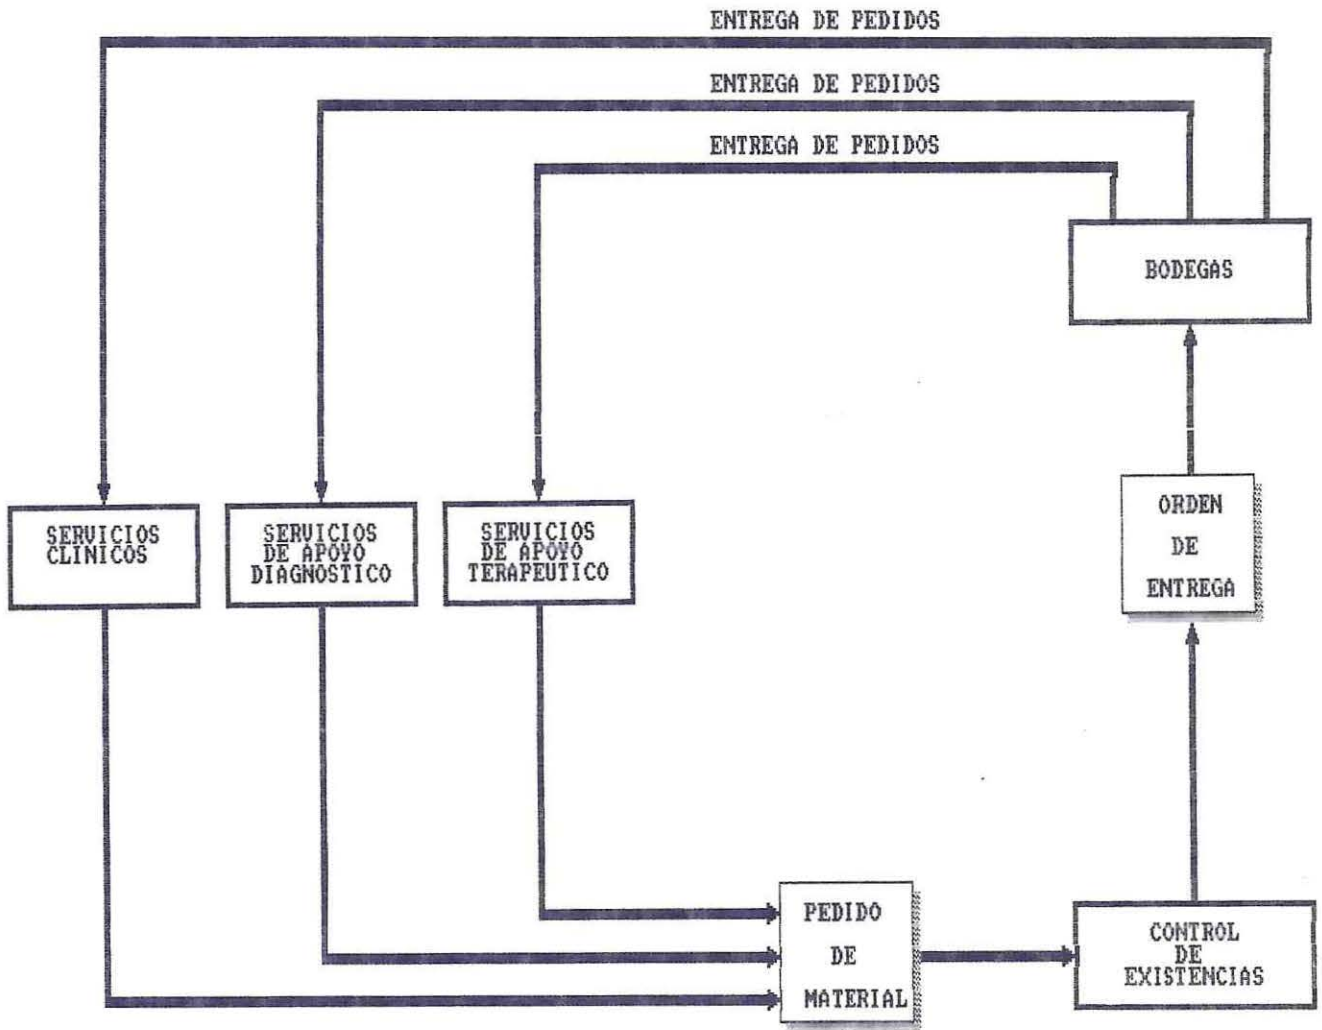 ENTREGA DE PEDIDOS
ENTREGA DE PEDIDOS
ENTREGA DE PEDIDOS
BODEGAS
SERVICIOS
CLINICOS
SERVICIOS
DE APOYO
DIAGNOSTICO
SERVICIOS
DE APOYO
TERAPEUTICO
ORDEN
DE
ENTREGA
PEDIDO
DE
MATERIAL
CONTROL
DE
EXISTENCIAS